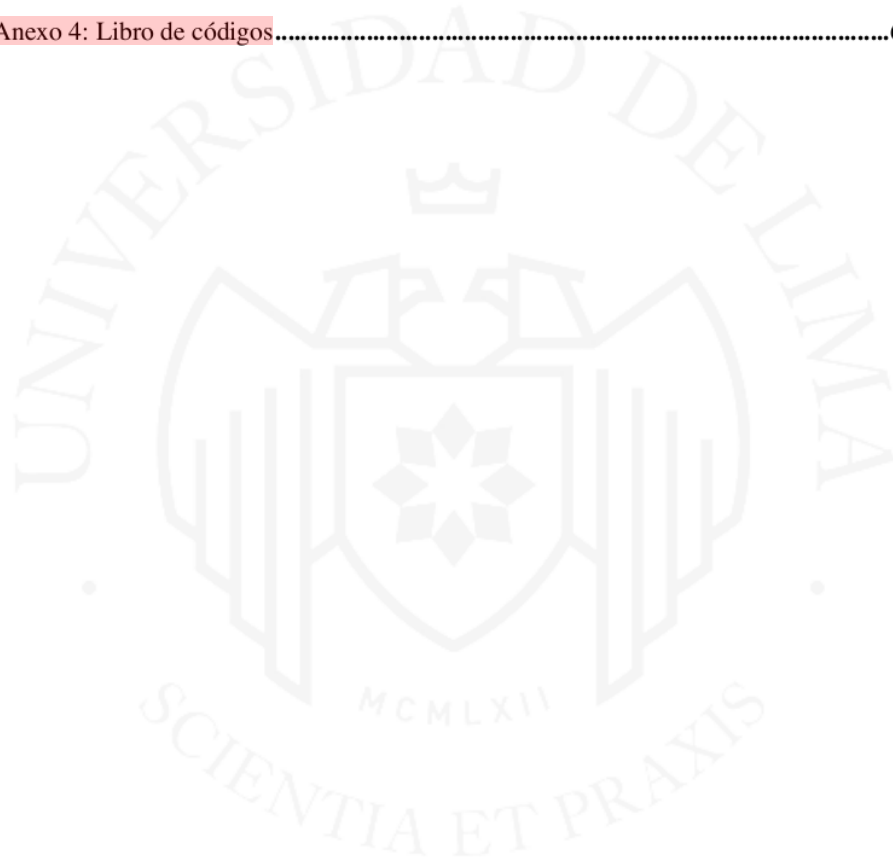 Anexo 4: Libro de códigos
UNIVERSIDAD DE LIMA
MCMLXII
SCIENTIA ET PRAXIS